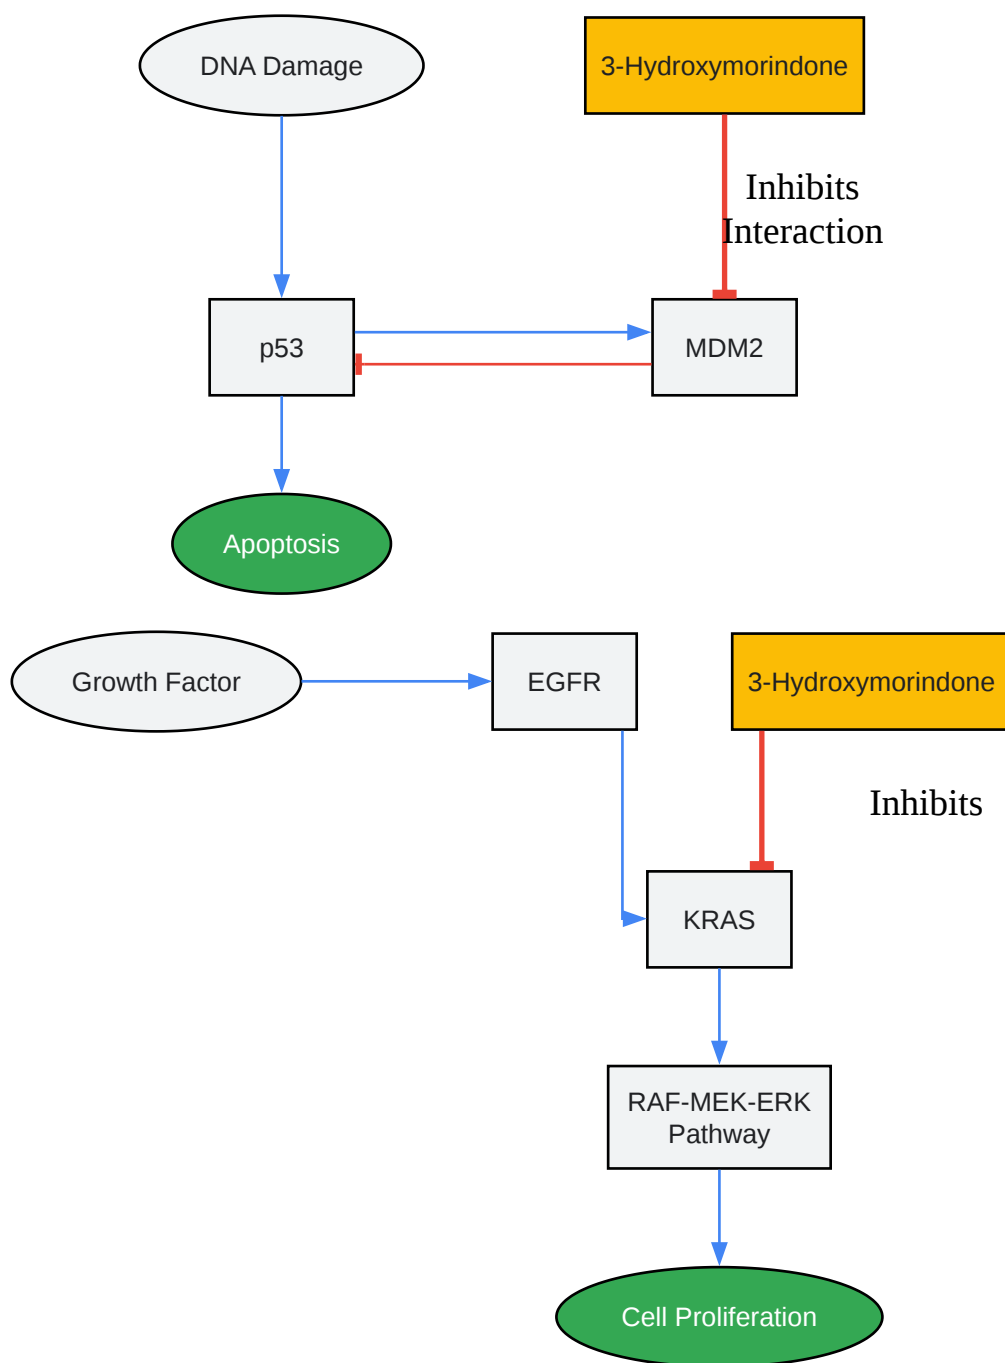 DNA Damage
3-Hydroxymorindone
Inhibits
Interaction
p53
MDM2
Apoptosis
Growth Factor
EGFR
3-Hydroxymorindone
Inhibits
KRAS
RAF-MEK-ERK
Pathway
Cell Proliferation